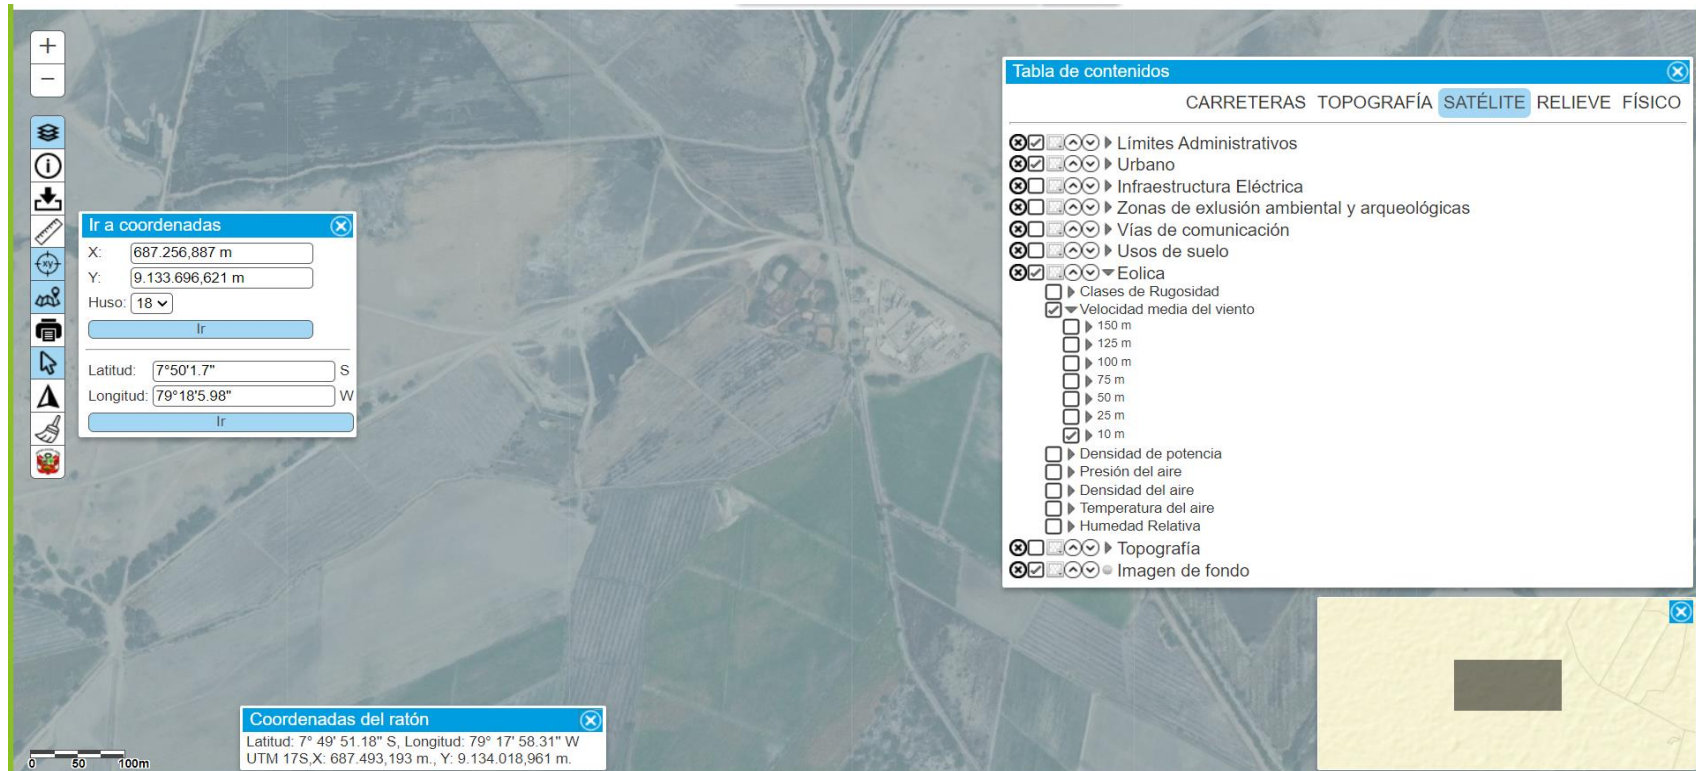 +
−
Tabla de contenidos
CARRETERAS TOPOGRAFÍA SATÉLITE RELIEVE FÍSICO
Límites Administrativos
Urbano
Infraestructura Eléctrica
Zonas de exlusión ambiental y arqueológicas
Vías de comunicación
Usos de suelo
Eolica
Clases de Rugosidad
Velocidad media del viento
150 m
125 m
100 m
75 m
50 m
25 m
10 m
Densidad de potencia
Presión del aire
Densidad del aire
Temperatura del aire
Humedad Relativa
Topografía
Imagen de fondo
xy
Ir a coordenadas
X: 687.256,887 m
Y: 9.133.696,621 m
Huso: 18
Ir
Latitud: 7°50'1.7" S
Longitud: 79°18'5.98" W
Ir
Coordenadas del ratón
Latitud: 7° 49' 51.18" S, Longitud: 79° 17' 58.31" W
UTM 17S,X: 687.493,193 m., Y: 9.134.018,961 m.
0 50 100m